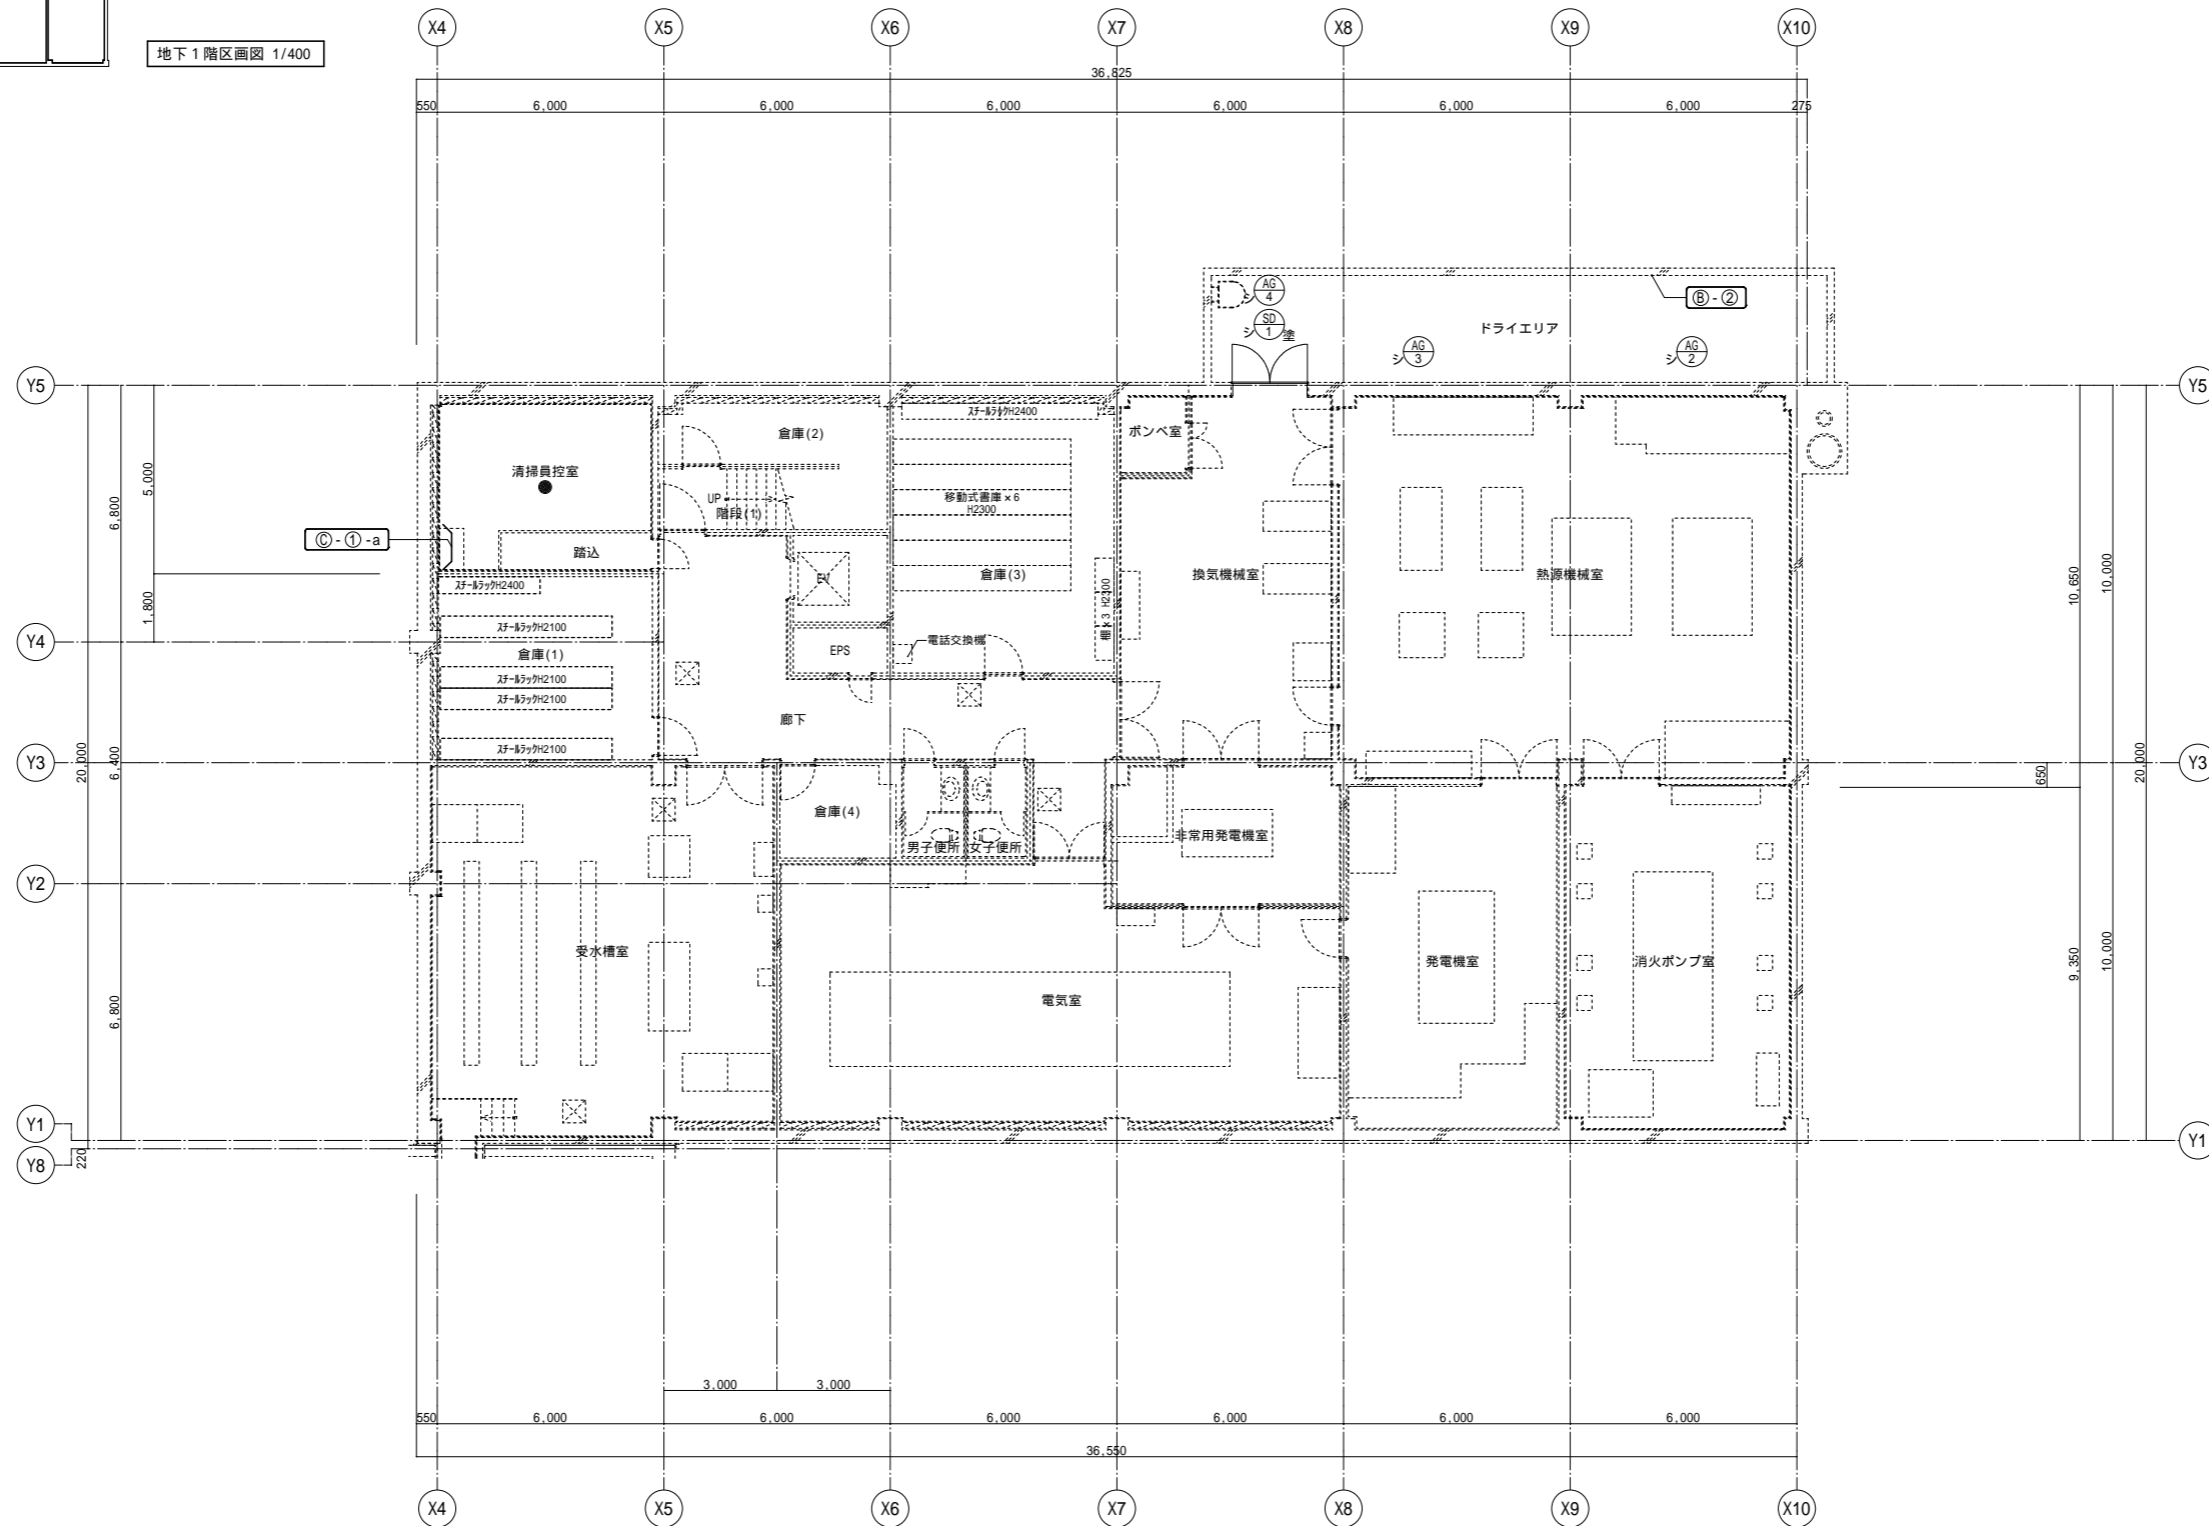 地下1階区画図 1/400
X4 X5 X6 X7 X8 X9 X10
36,825
550 6,000 6,000 6,000 6,000 6,000 6,000 275
AG
4
SD
1
シ
シ 塗
Ⓑ-②
ドライエリア
シ AG
3
シ AG
2
Y5
Y5
スチールラックH2400
倉庫(2)
ボンベ室
清掃員控室
5,000
6,800
移動式書庫×6
H2300
UP
階段(1)
Ⓒ-①-a
踏込
EV
倉庫(3)
換気機械室
熱源機械室
10,650
10,000
スチールラックH2400
1,800
棚×3 H2300
スチールラックH2100
Y4
電話交換機
倉庫(1)
EPS
スチールラックH2100
スチールラックH2100
廊下
スチールラックH2100
Y3
Y3
20,000
6,400
650
20,000
倉庫(4)
非常用発電機室
男子便所
女子便所
Y2
受水槽室
発電機室
消火ポンプ室
電気室
6,800
9,350
10,000
Y1
Y1
Y8
220
3,000 3,000
550 6,000 6,000 6,000 6,000 6,000 6,000
36,550
X4 X5 X6 X7 X8 X9 X10